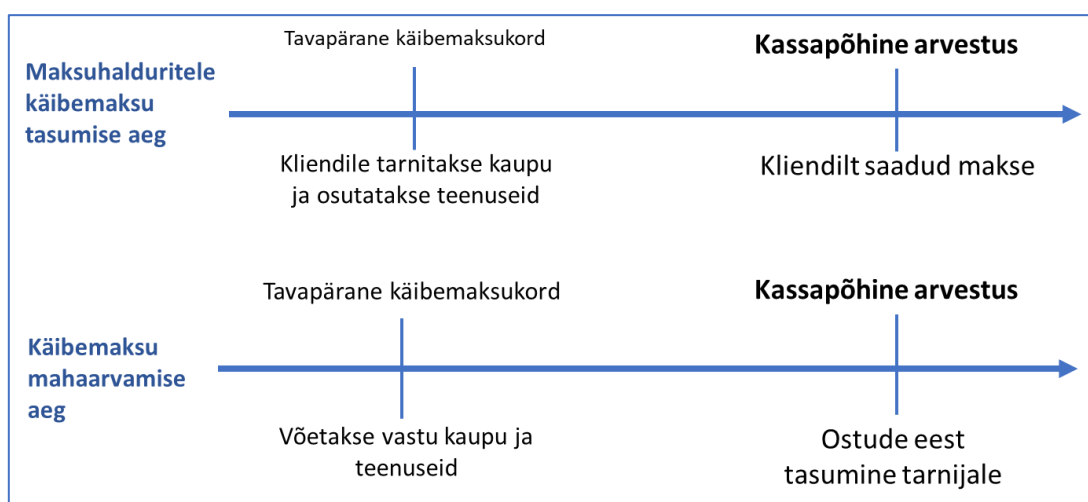 Tavapärane käibemaksukord
Kassapõhine arvestus
Maksuhalduritele
käibemaksu
tasumise aeg
Kliendile tarnitakse kaupu
ja osutatakse teenuseid
Kliendilt saadud makse
Tavapärane käibemaksukord
Kassapõhine arvestus
Käibemaksu
mahaarvamise
aeg
Võetakse vastu kaupu ja
teenuseid
Ostude eest
tasumine tarnijale